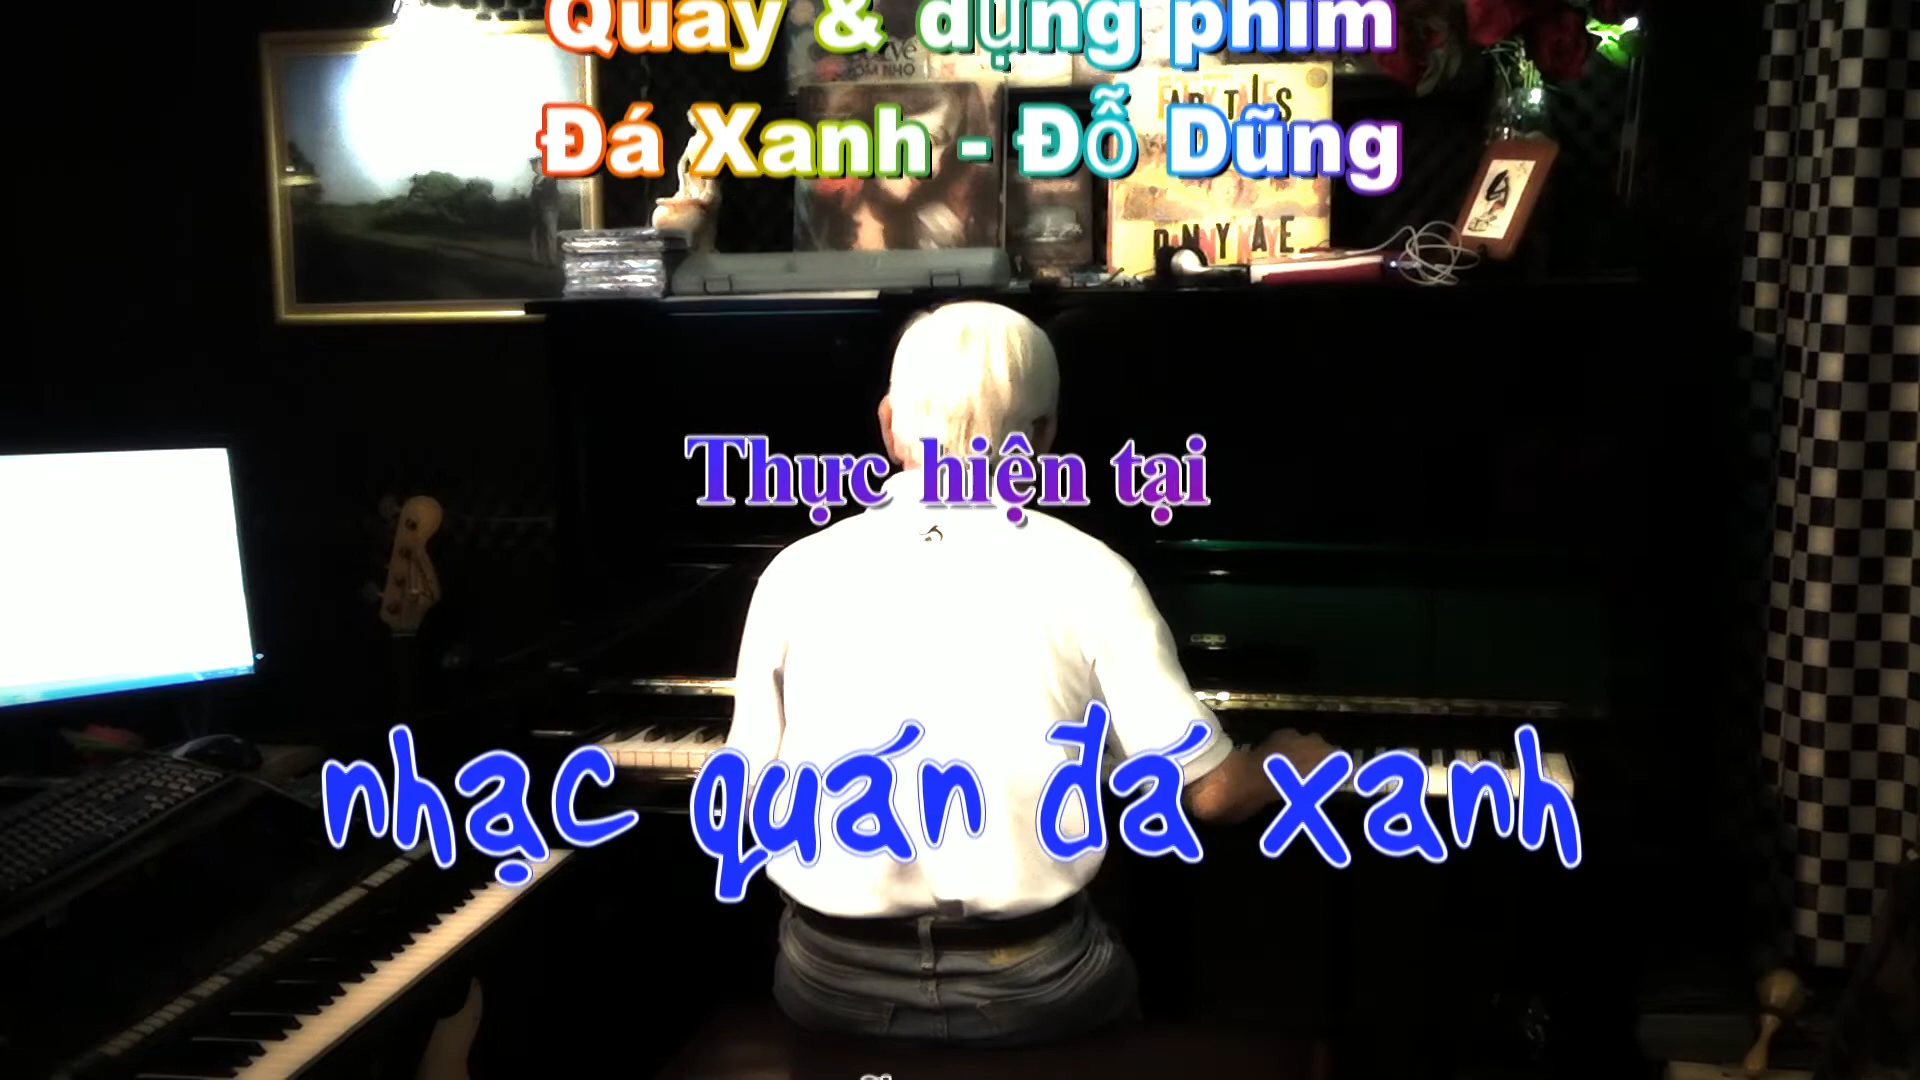 Quay & dựng phim
Đá Xanh - Đỗ Dũng
Thực hiện tại
nhạc quán đá xanh